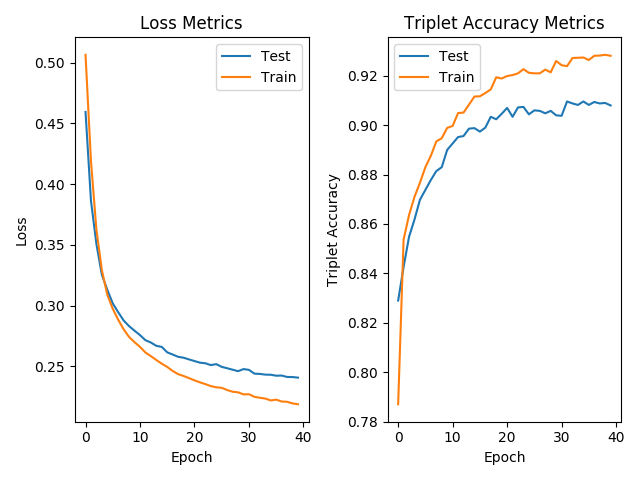 Loss Metrics
Test
Train
0.50
0.45
0.40
0.35
0.30
0.25
Loss
0
10
20
30
40
Epoch
Triplet Accuracy Metrics
Test
Train
0.92
0.90
0.88
0.86
0.84
0.82
0.80
0.78
Triplet Accuracy
0
10
20
30
40
Epoch